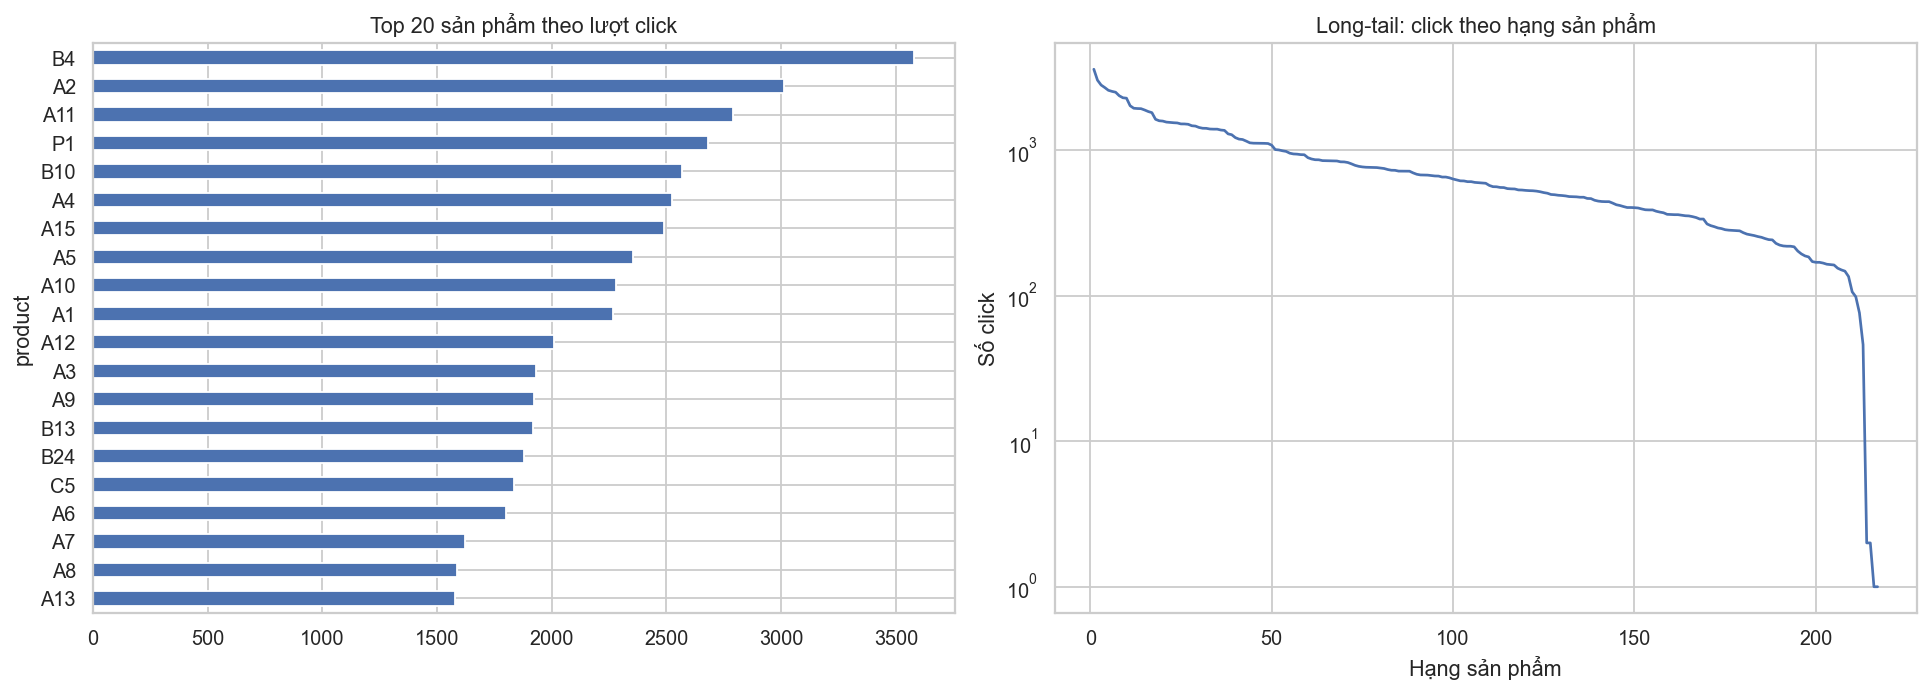 Top 20 sản phẩm theo lượt click
product
B4
A2
A11
P1
B10
A4
A15
A5
A10
A1
A12
A3
A9
B13
B24
C5
A6
A7
A8
A13
0 500 1000 1500 2000 2500 3000 3500
Long-tail: click theo hạng sản phẩm
Số click
10³
10²
10¹
10⁰
0 50 100 150 200
Hạng sản phẩm